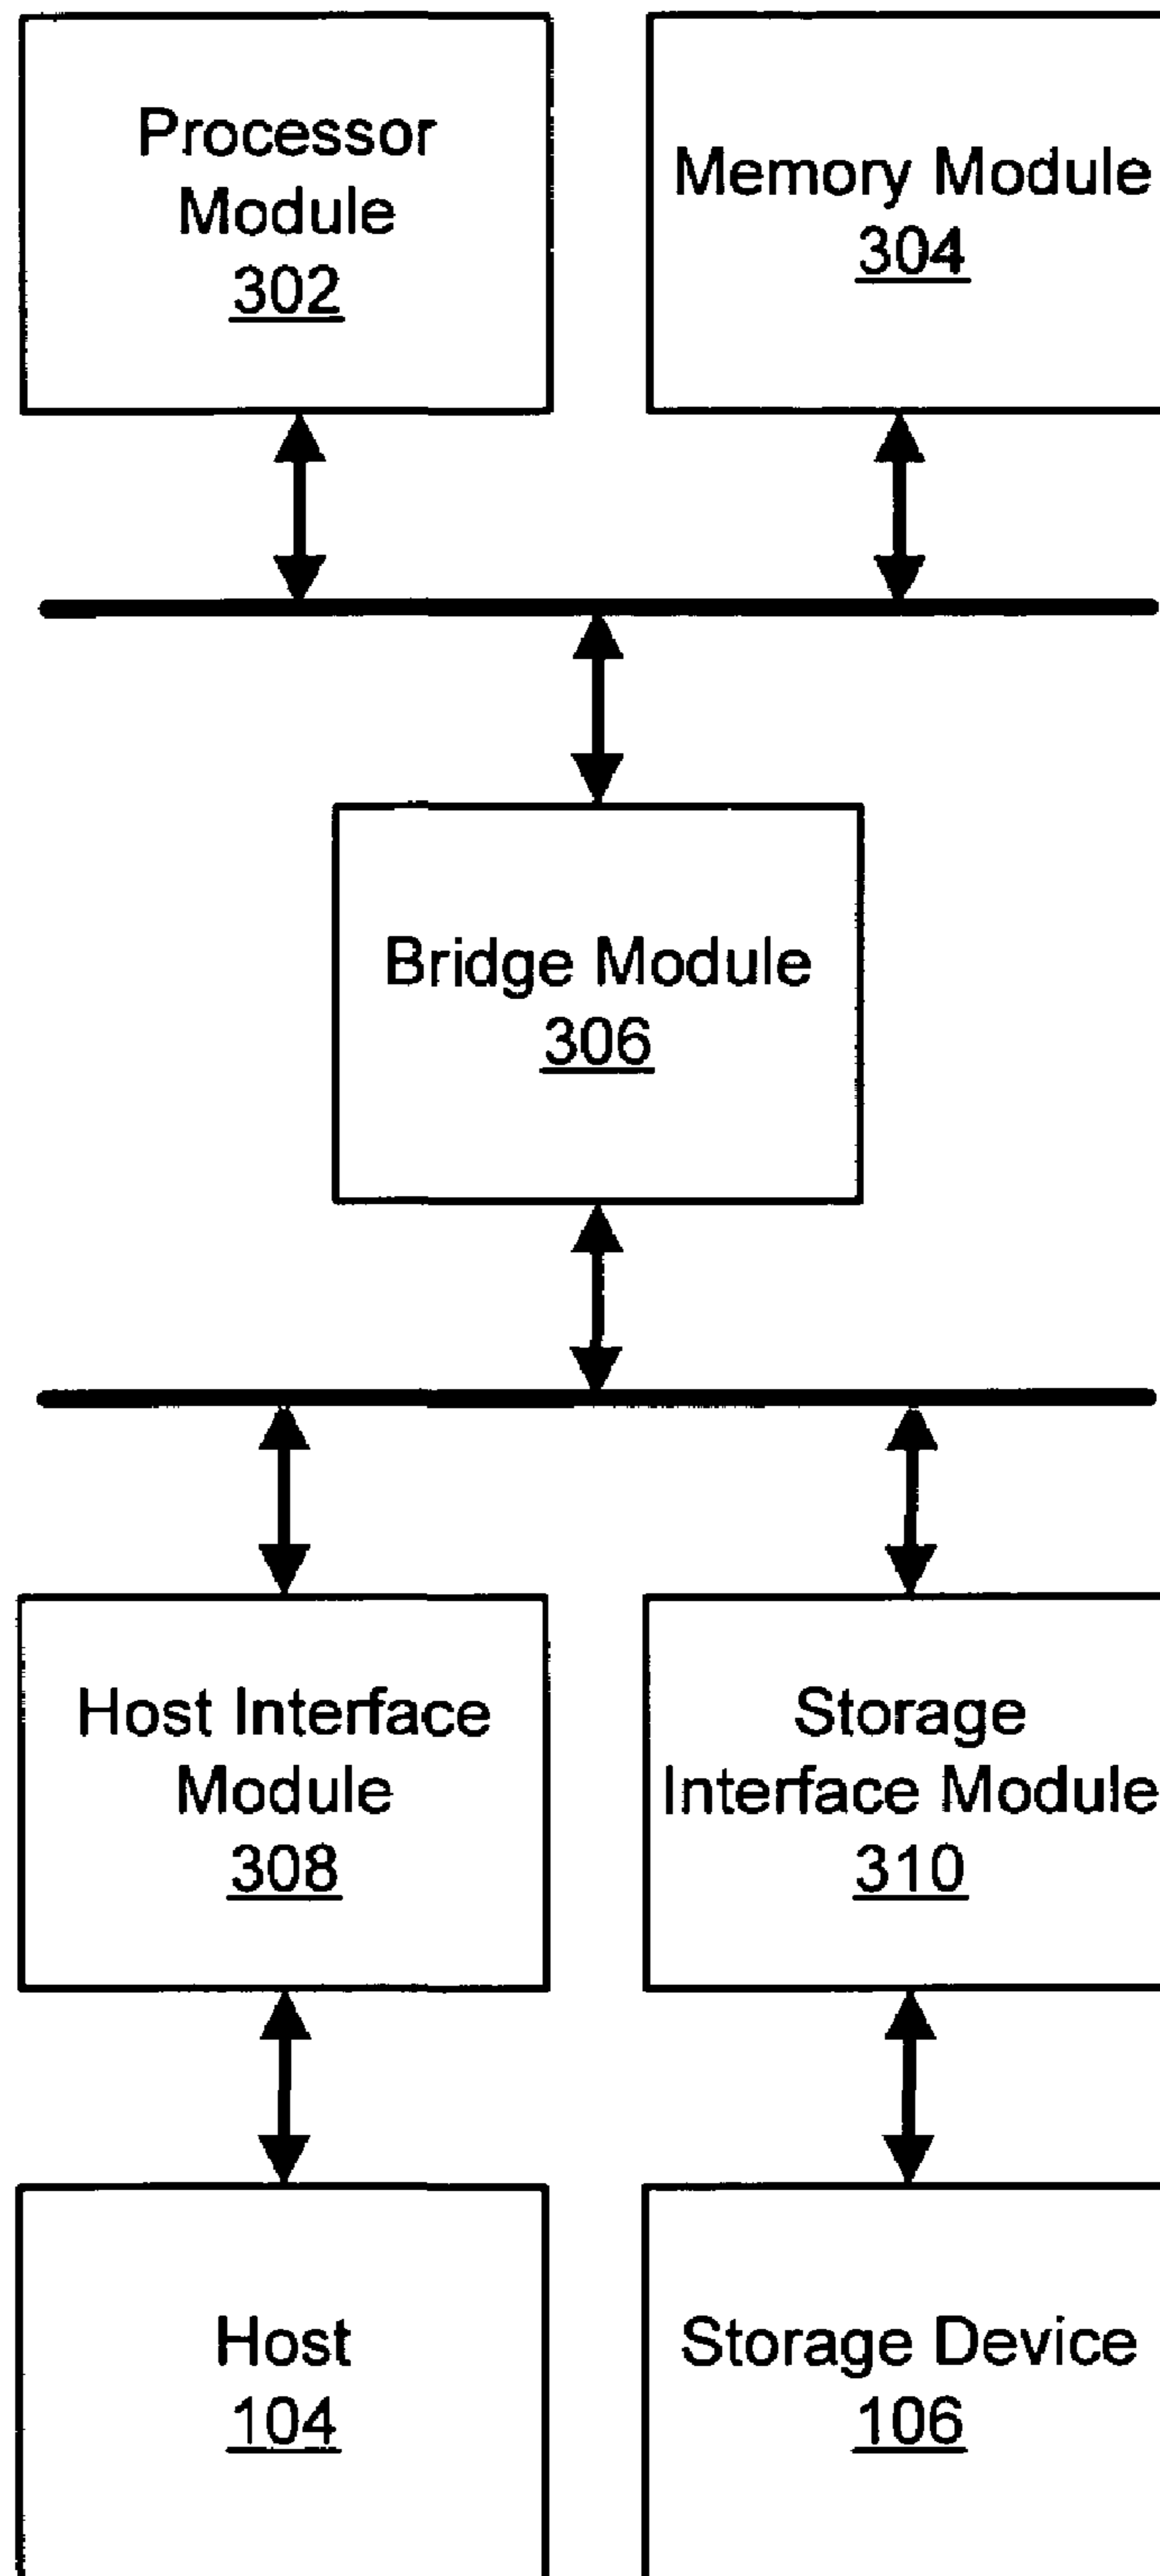 Processor
Module
302
Memory Module
304
Bridge Module
306
Host Interface
Module
308
Storage
Interface Module
310
Host
104
Storage Device
106